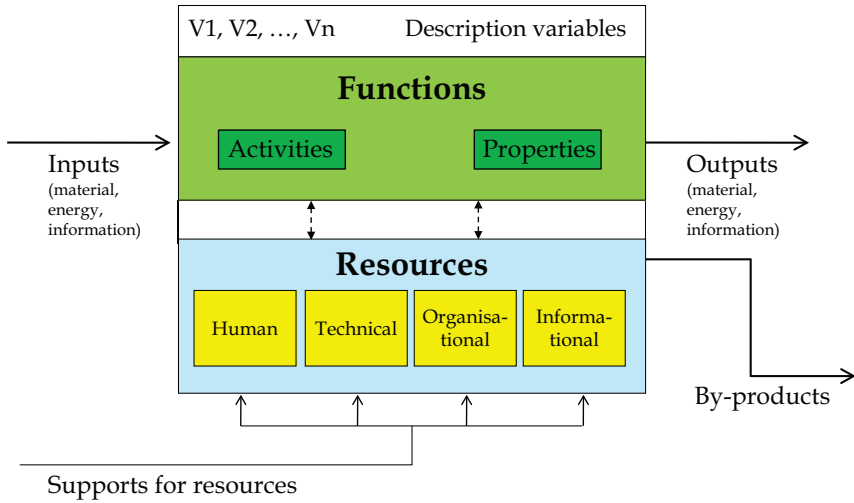 V1, V2, …, Vn Description variables
Functions
Activities Properties
Inputs
(material,
energy,
information)
Outputs
(material,
energy,
information)
Resources
Human
Technical
Organisa-
tional
Informa-
tional
By-products
Supports for resources